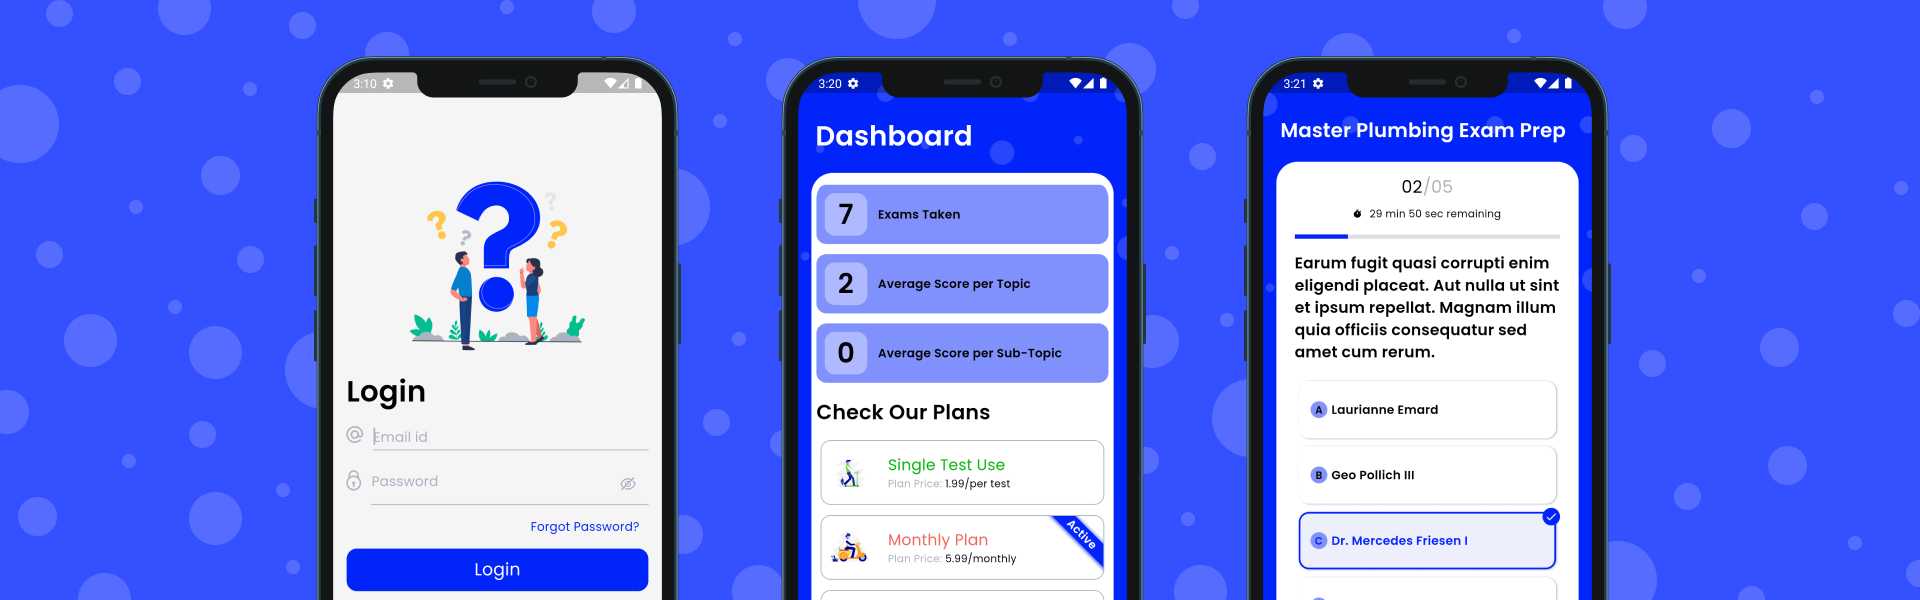 3:10
Login
Email id
Password
Forgot Password?
Login
3:20
Dashboard
7 Exams Taken
2 Average Score per Topic
0 Average Score per Sub-Topic
Check Our Plans
Single Test Use
Plan Price: 1.99/per test
Monthly Plan
Plan Price: 5.99/monthly
Active
3:21
Master Plumbing Exam Prep
02/05
29 min 50 sec remaining
Earum fugit quasi corrupti enim
eligendi placeat. Aut nulla ut sint
et ipsum repellat. Magnam illum
quia officiis consequatur sed
amet cum rerum.
A Laurianne Emard
B Geo Pollich III
C Dr. Mercedes Friesen I